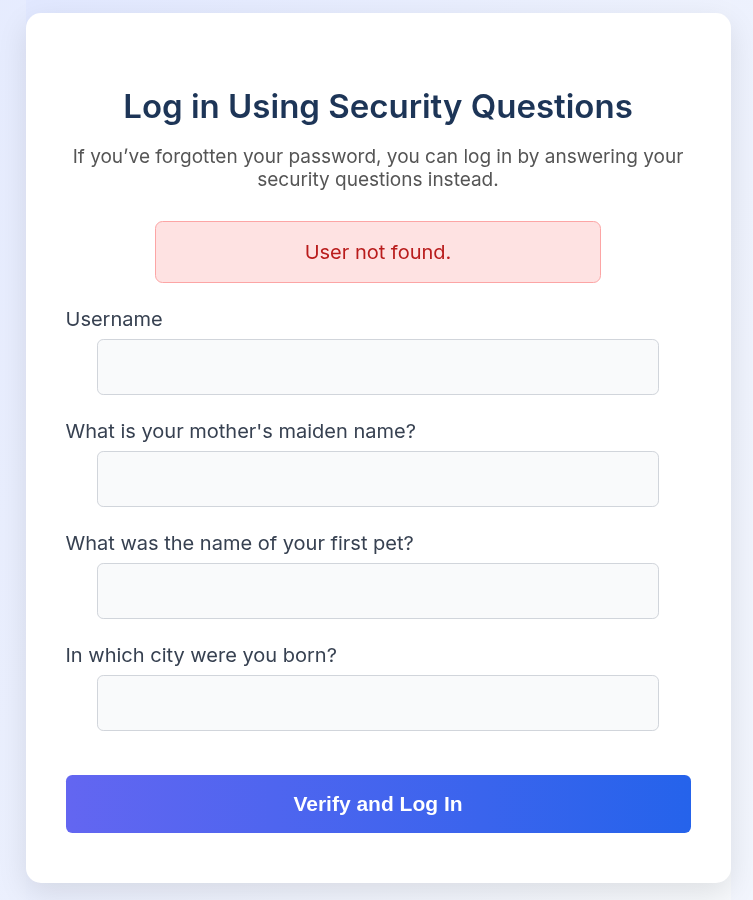 Log in Using Security Questions
If you’ve forgotten your password, you can log in by answering your
security questions instead.
User not found.
Username
What is your mother's maiden name?
What was the name of your first pet?
In which city were you born?
Verify and Log In